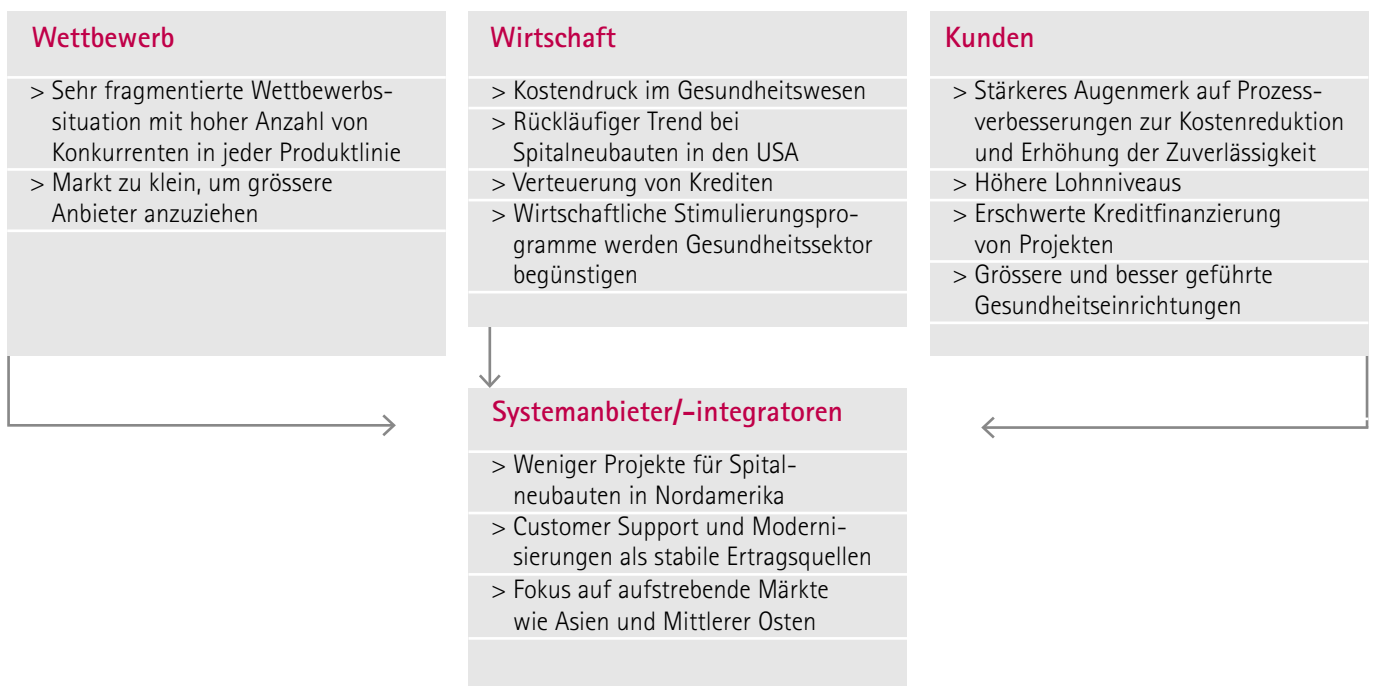 Wettbewerb
> Sehr fragmentierte Wettbewerbs-
situation mit hoher Anzahl von
Konkurrenten in jeder Produktlinie
> Markt zu klein, um grössere
Anbieter anzuziehen
Wirtschaft
> Kostendruck im Gesundheitswesen
> Rückläufiger Trend bei
Spitalneubauten in den USA
> Verteuerung von Krediten
> Wirtschaftliche Stimulierungspro-
gramme werden Gesundheitssektor
begünstigen
Kunden
> Stärkeres Augenmerk auf Prozess-
verbesserungen zur Kostenreduktion
und Erhöhung der Zuverlässigkeit
> Höhere Lohnniveaus
> Erschwerte Kreditfinanzierung
von Projekten
> Grössere und besser geführte
Gesundheitseinrichtungen
Systemanbieter/-integratoren
> Weniger Projekte für Spital-
neubauten in Nordamerika
> Customer Support und Moderni-
sierungen als stabile Ertragsquellen
> Fokus auf aufstrebende Märkte
wie Asien und Mittlerer Osten